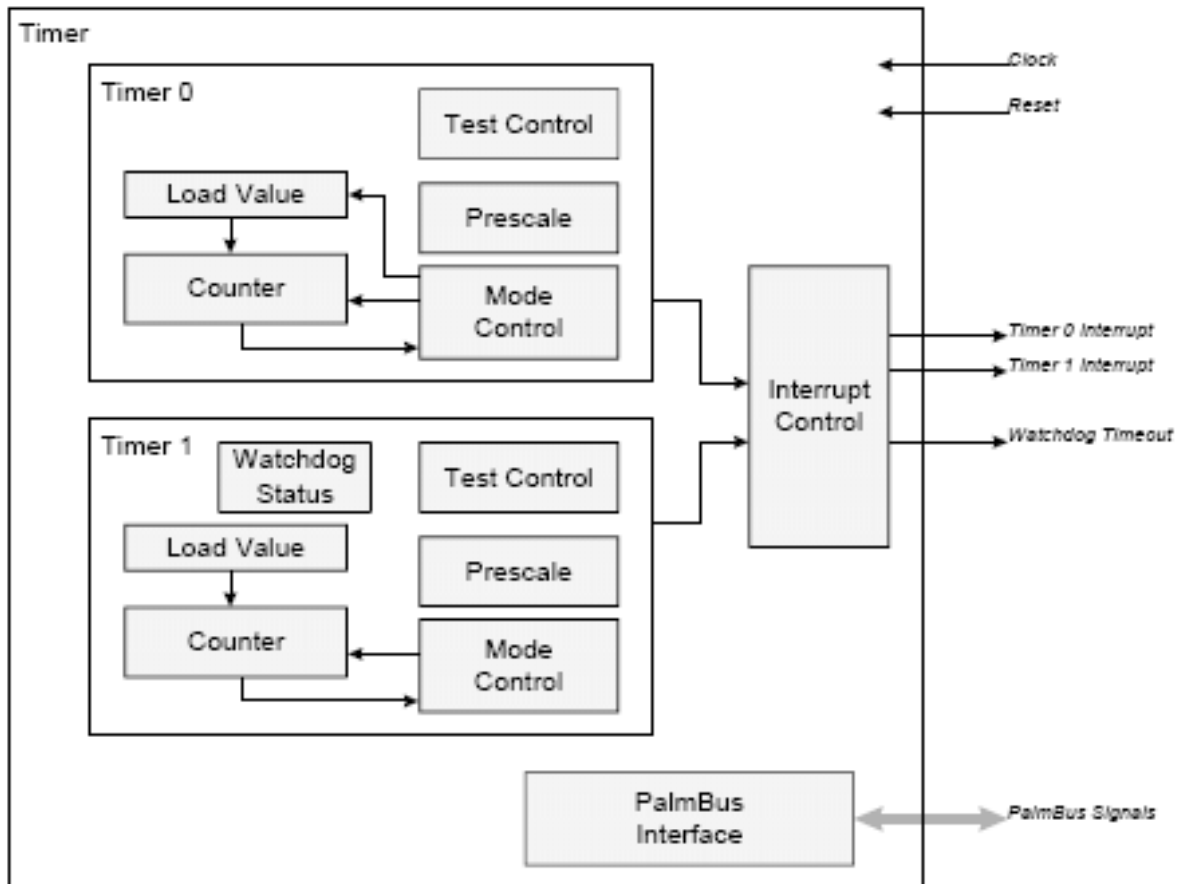 Timer
Clock
Reset
Timer 0
Test Control
Load Value
Prescale
Counter
Mode
Control
Interrupt
Control
Timer 0 Interrupt
Timer 1 Interrupt
Watchdog Timeout
Timer 1
Watchdog
Status
Test Control
Load Value
Prescale
Counter
Mode
Control
PalmBus
Interface
PalmBus Signals